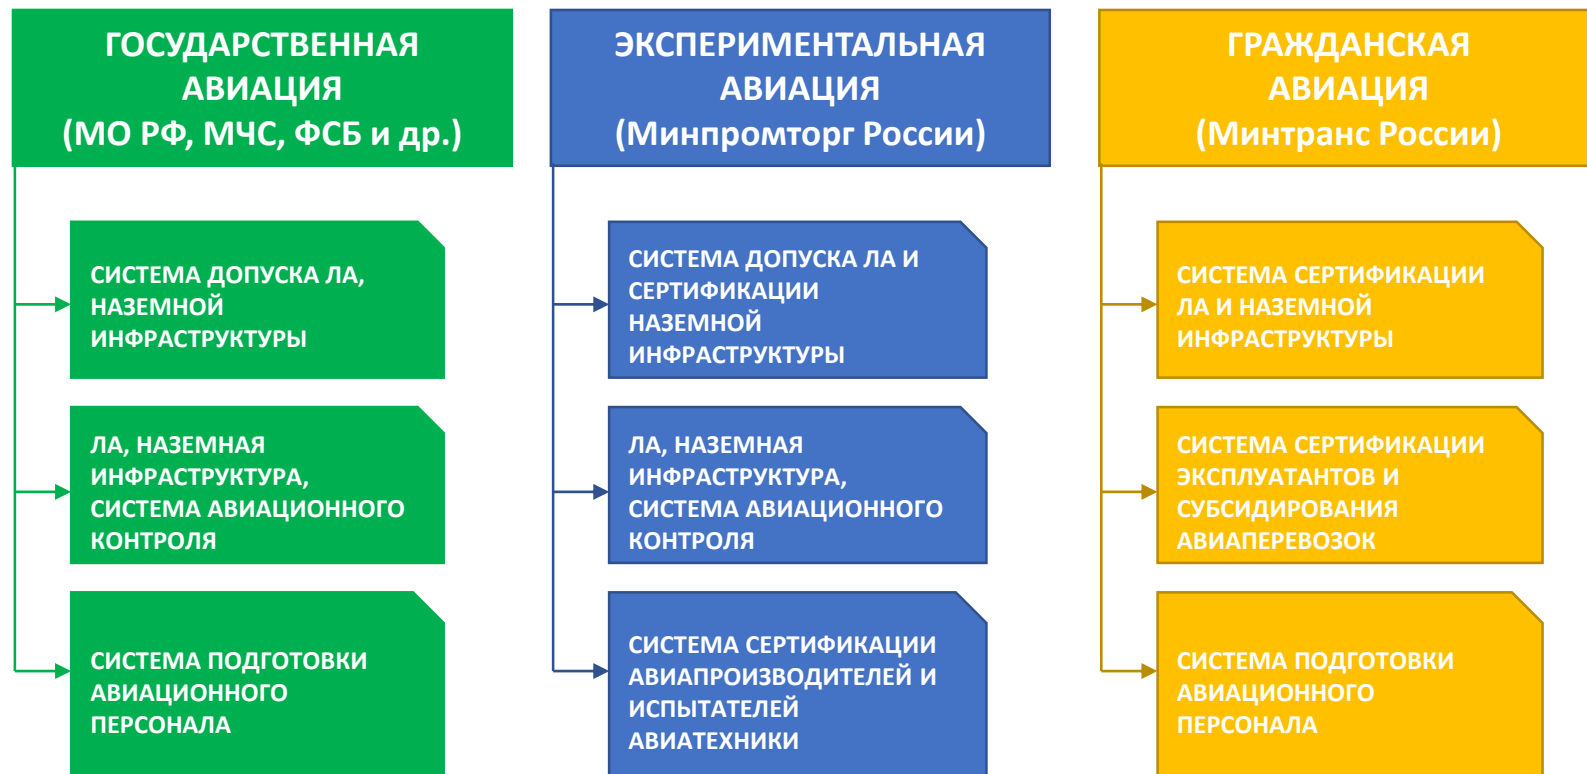 ГОСУДАРСТВЕННАЯ
АВИАЦИЯ
(МО РФ, МЧС, ФСБ и др.)
СИСТЕМА ДОПУСКА ЛА,
НАЗЕМНОЙ
ИНФРАСТРУКТУРЫ
ЛА, НАЗЕМНАЯ
ИНФРАСТРУКТУРА,
СИСТЕМА АВИАЦИОННОГО
КОНТРОЛЯ
СИСТЕМА ПОДГОТОВКИ
АВИАЦИОННОГО
ПЕРСОНАЛА
ЭКСПЕРИМЕНТАЛЬНАЯ
АВИАЦИЯ
(Минпромторг России)
СИСТЕМА ДОПУСКА ЛА И
СЕРТИФИКАЦИИ
НАЗЕМНОЙ
ИНФРАСТРУКТУРЫ
ЛА, НАЗЕМНАЯ
ИНФРАСТРУКТУРА,
СИСТЕМА АВИАЦИОННОГО
КОНТРОЛЯ
СИСТЕМА СЕРТИФИКАЦИИ
АВИАПРОИЗВОДИТЕЛЕЙ И
ИСПЫТАТЕЛЕЙ
АВИАТЕХНИКИ
ГРАЖДАНСКАЯ
АВИАЦИЯ
(Минтранс России)
СИСТЕМА СЕРТИФИКАЦИИ
ЛА И НАЗЕМНОЙ
ИНФРАСТРУКТУРЫ
СИСТЕМА СЕРТИФИКАЦИИ
ЭКСПЛУАТАНТОВ И
СУБСИДИРОВАНИЯ
АВИАПЕРЕВОЗОК
СИСТЕМА ПОДГОТОВКИ
АВИАЦИОННОГО
ПЕРСОНАЛА